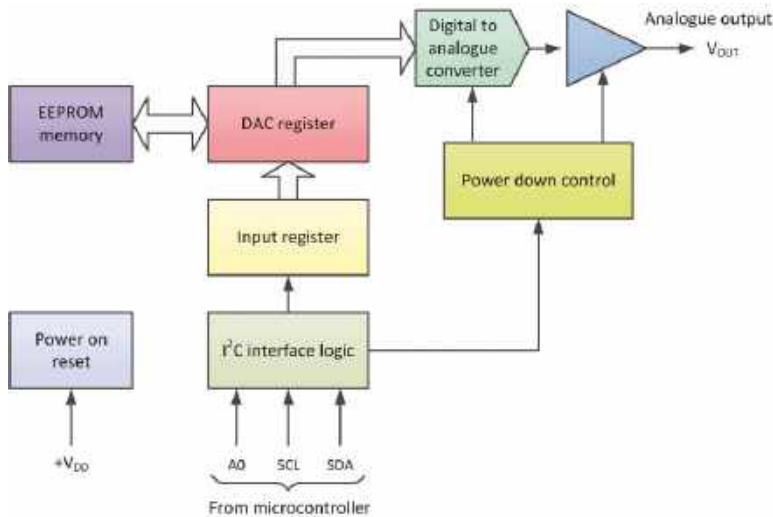 Digital to
analogue
converter
Analogue output
VOUT
EEPROM
memory
DAC register
Power down control
Input register
Power on
reset
I²C interface logic
+VDD
A0
SCL
SDA
From microcontroller